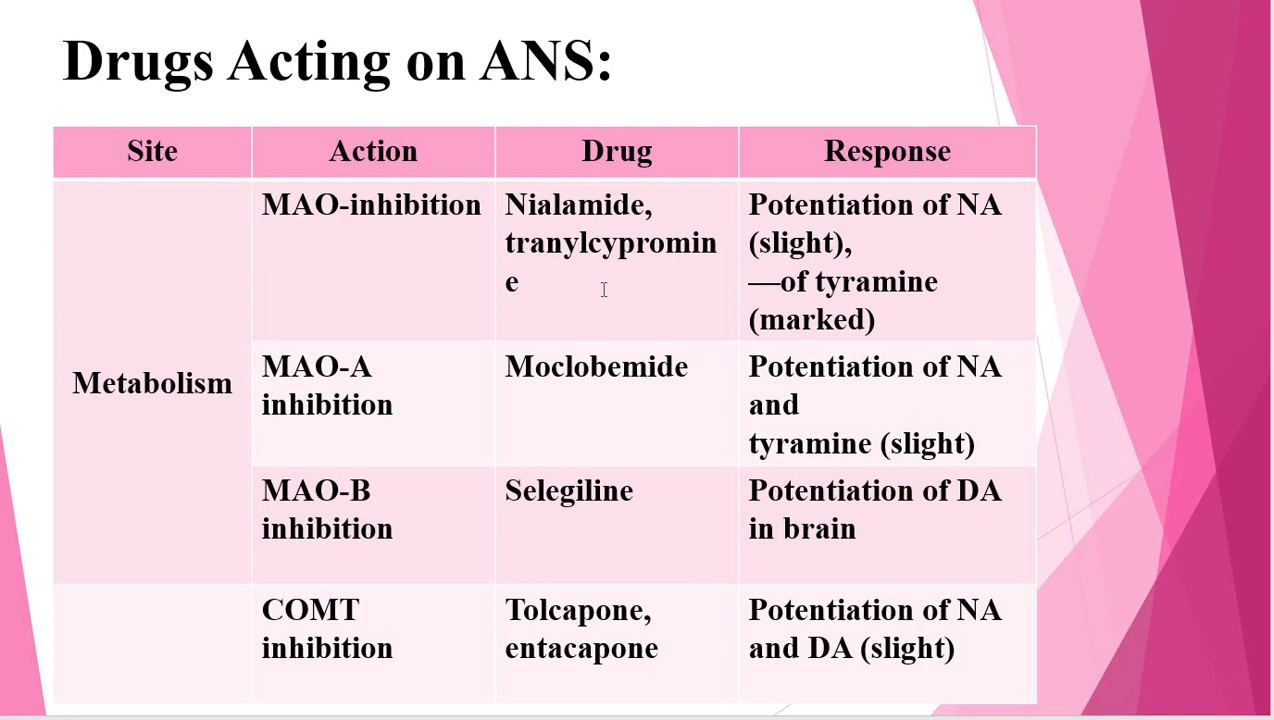 Drugs Acting on ANS:
Site Action Drug Response
Metabolism
MAO-inhibition
Nialamide,
tranylcypromin
e
Potentiation of NA
(slight),
—of tyramine
(marked)
MAO-A
inhibition
Moclobemide
Potentiation of NA
and
tyramine (slight)
MAO-B
inhibition
Selegiline
Potentiation of DA
in brain
COMT
inhibition
Tolcapone,
entacapone
Potentiation of NA
and DA (slight)